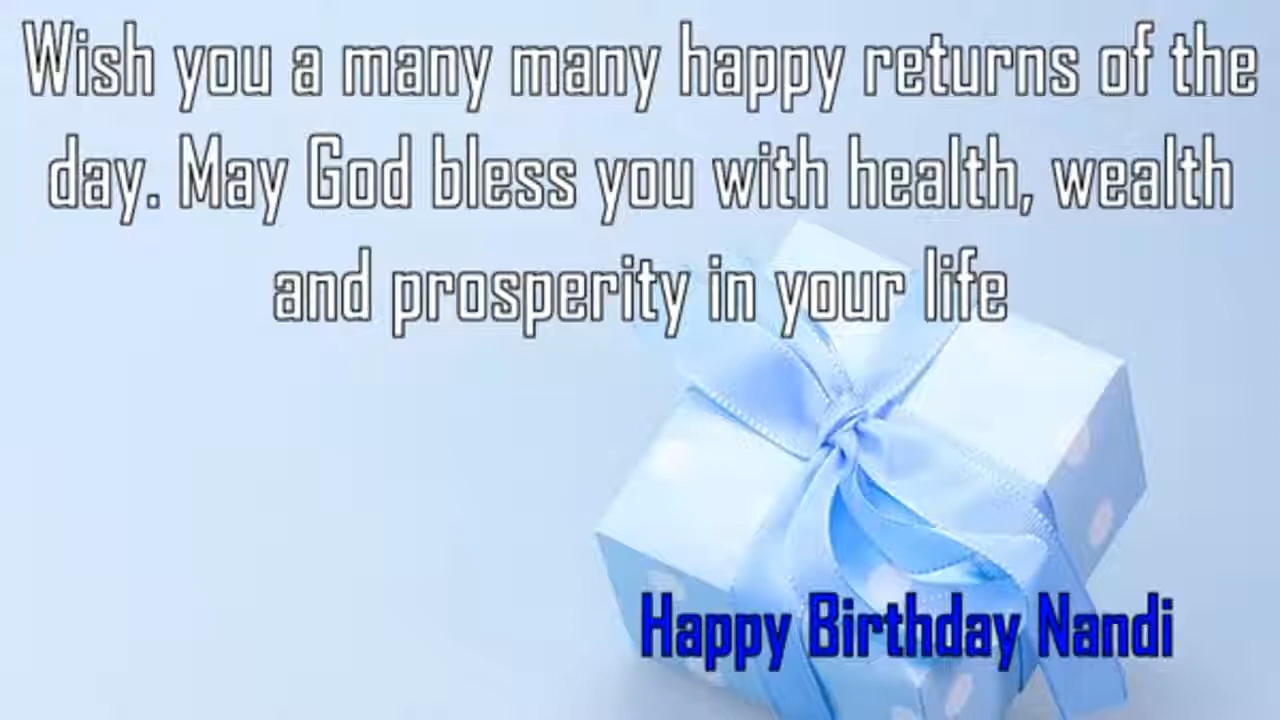 Wish you a many many happy returns of the
day. May God bless you with health, wealth
and prosperity in your life
Happy Birthday Nandi